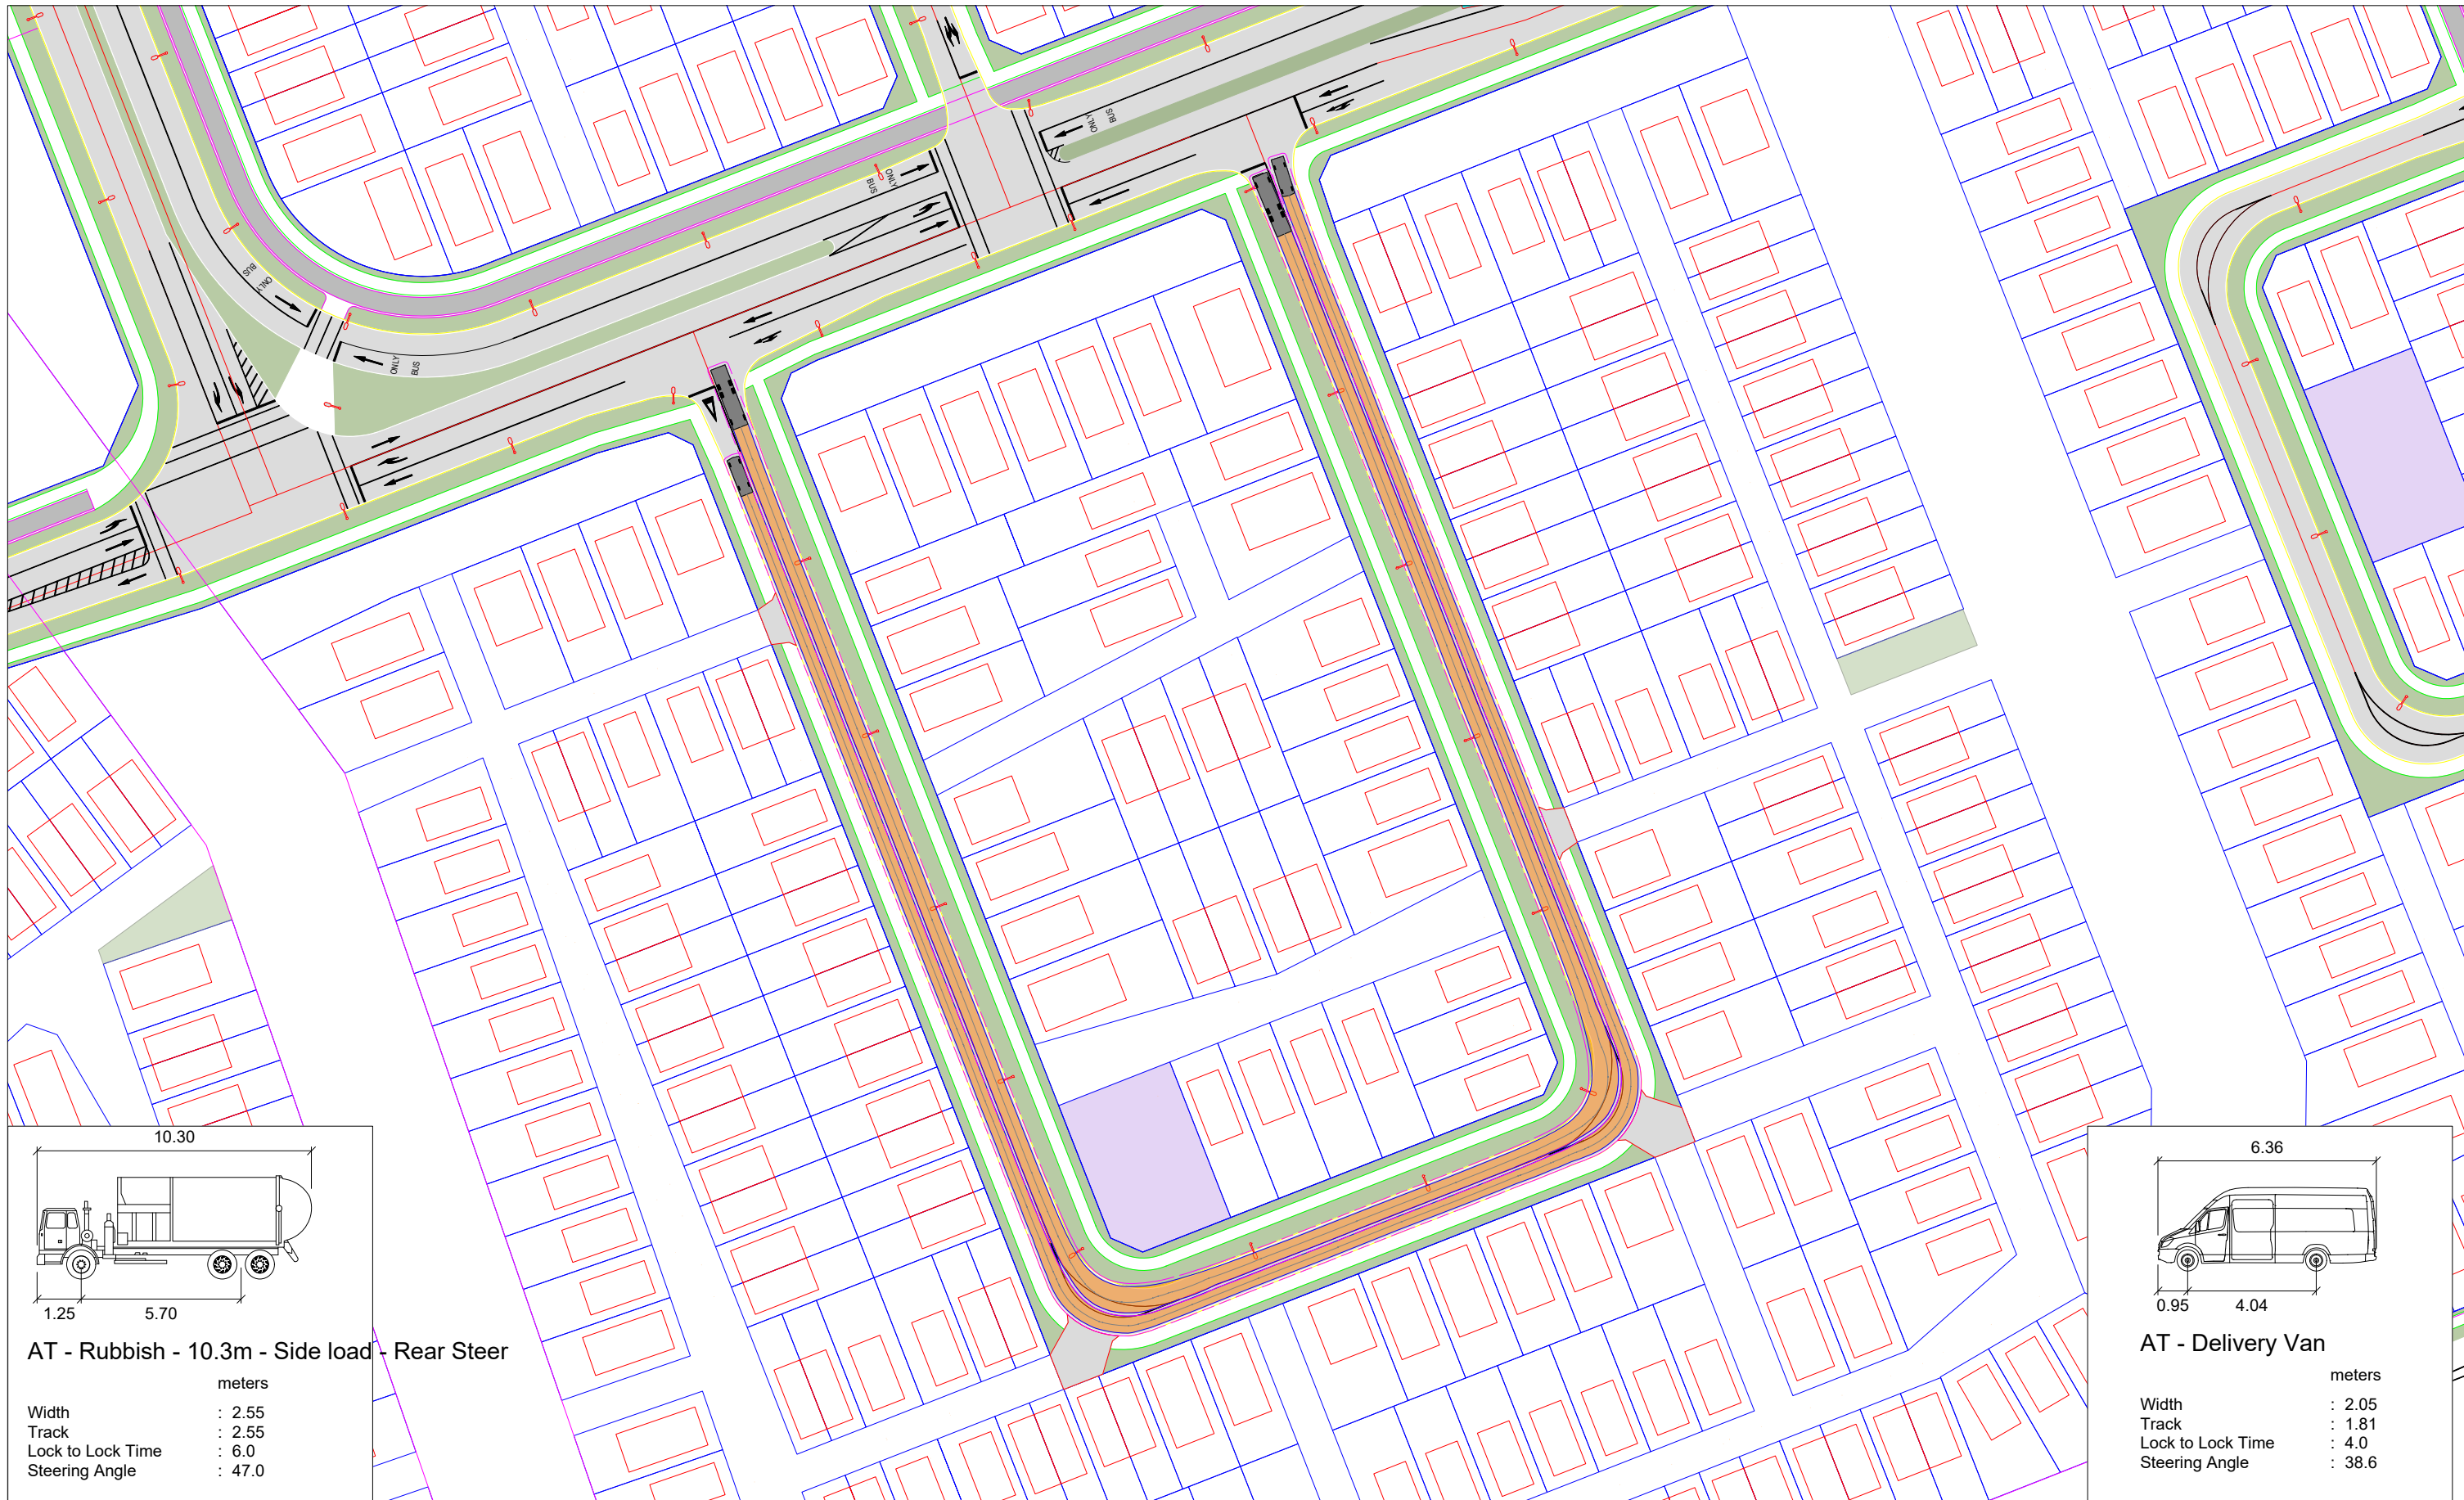 BUS
ONLY
ONLY
BUS
BUS
ONLY
ONLY
BUS
10.30
1.25
5.70
AT - Rubbish - 10.3m - Side load - Rear Steer
meters
Width : 2.55
Track : 2.55
Lock to Lock Time : 6.0
Steering Angle : 47.0
6.36
0.95
4.04
AT - Delivery Van
meters
Width : 2.05
Track : 1.81
Lock to Lock Time : 4.0
Steering Angle : 38.6